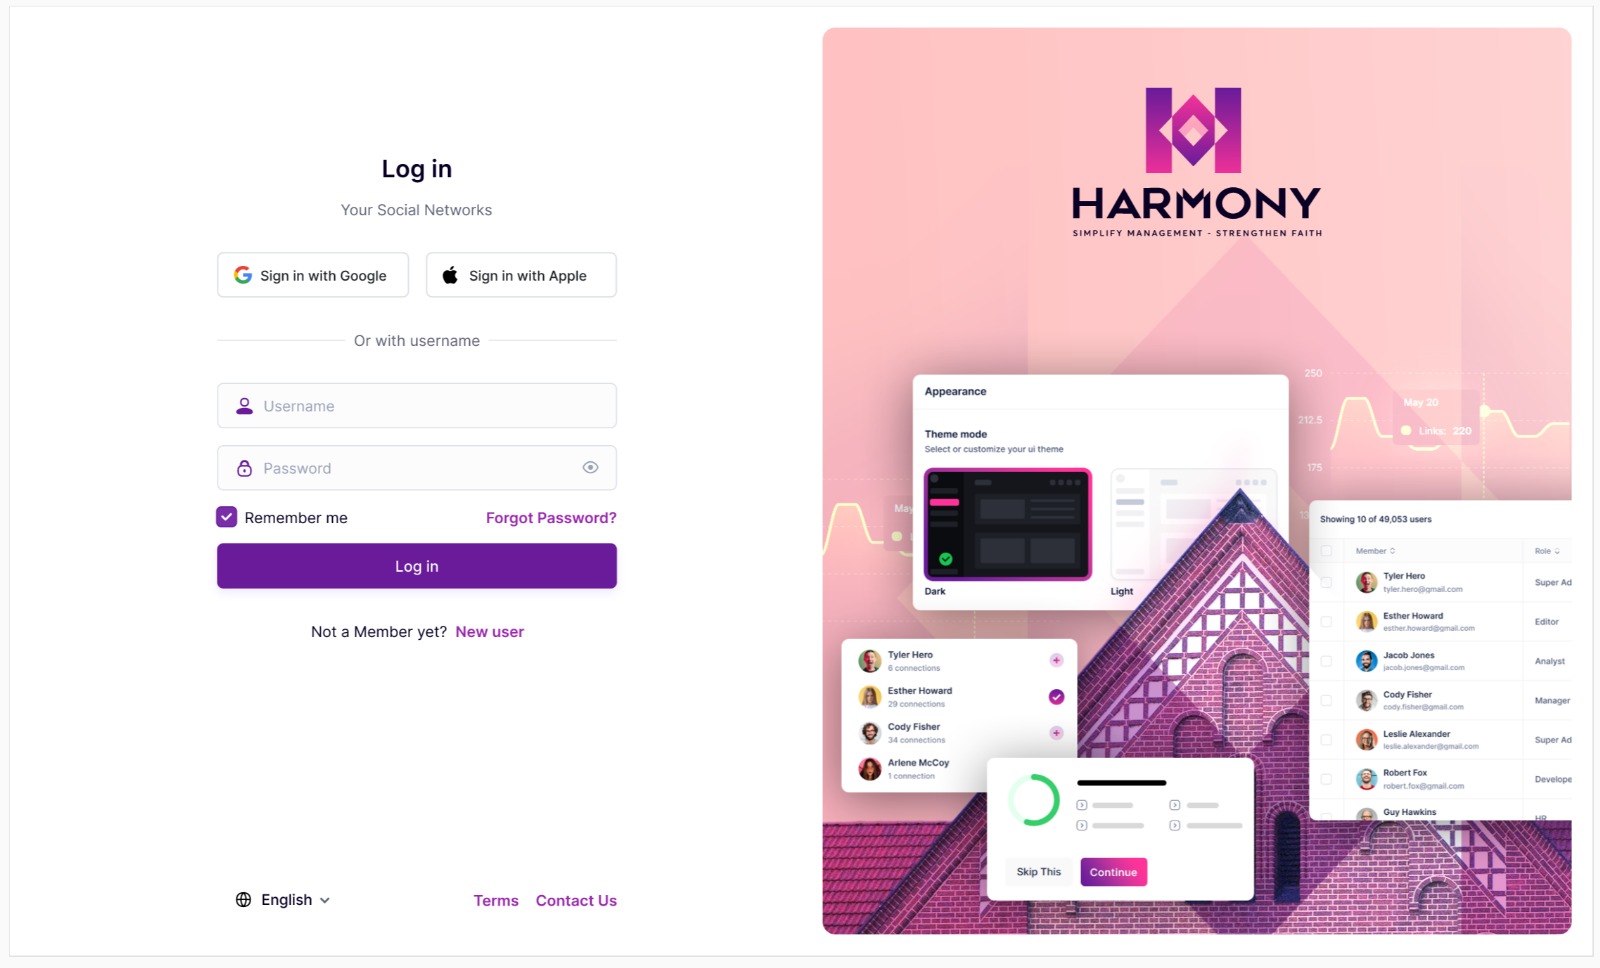 Log in
Your Social Networks
Sign in with Google
Sign in with Apple
Or with username
Username
Password
Remember me
Forgot Password?
Log in
Not a Member yet? New user
English
Terms
Contact Us
HARMONY
SIMPLIFY MANAGEMENT - STRENGTHEN FAITH
250
212.5
175
May 20
Links: 220
May
Appearance
Theme mode
Select or customize your ui theme
Dark
Light
Tyler Hero
6 connections
Esther Howard
29 connections
Cody Fisher
34 connections
Arlene McCoy
1 connection
Skip This
Continue
Showing 10 of 49,053 users
Member
Role
Tyler Hero
tyler.hero@gmail.com
Super Ad
Esther Howard
esther.howard@gmail.com
Editor
Jacob Jones
jacob.jones@gmail.com
Analyst
Cody Fisher
cody.fisher@gmail.com
Manager
Leslie Alexander
leslie.alexander@gmail.com
Super Ad
Robert Fox
robert.fox@gmail.com
Develope
Guy Hawkins
HR